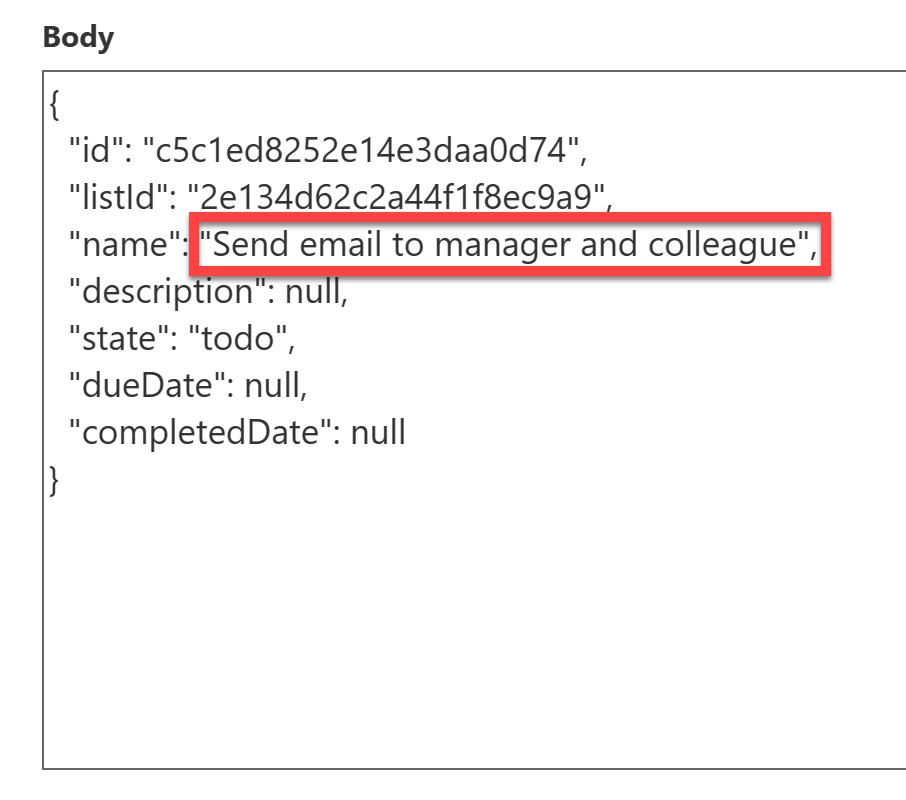 Body
{
"id": "c5c1ed8252e14e3daa0d74",
"listId": "2e134d62c2a44f1f8ec9a9",
"name": "Send email to manager and colleague",
"description": null,
"state": "todo",
"dueDate": null,
"completedDate": null
}